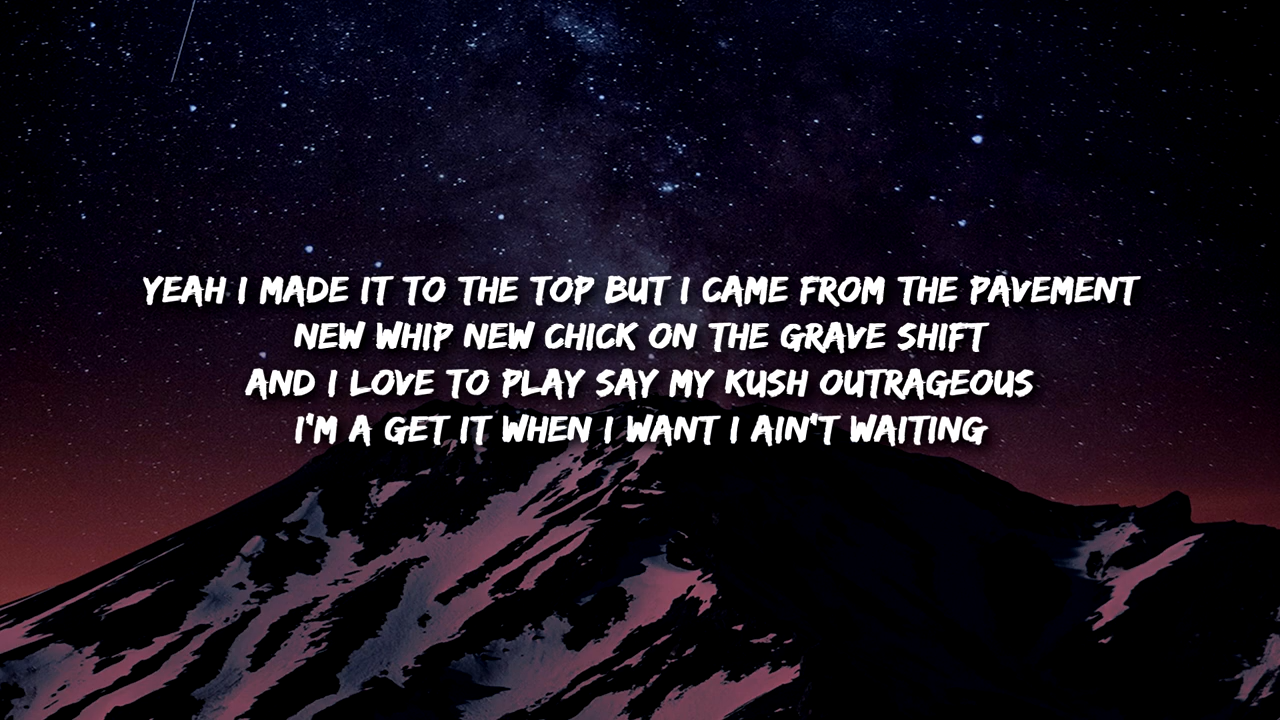 YEAH I MADE IT TO THE TOP BUT I CAME FROM THE PAVEMENT
NEW WHIP NEW CHICK ON THE GRAVE SHIFT
AND I LOVE TO PLAY SAY MY KUSH OUTRAGEOUS
I'M A GET IT WHEN I WANT I AIN'T WAITING